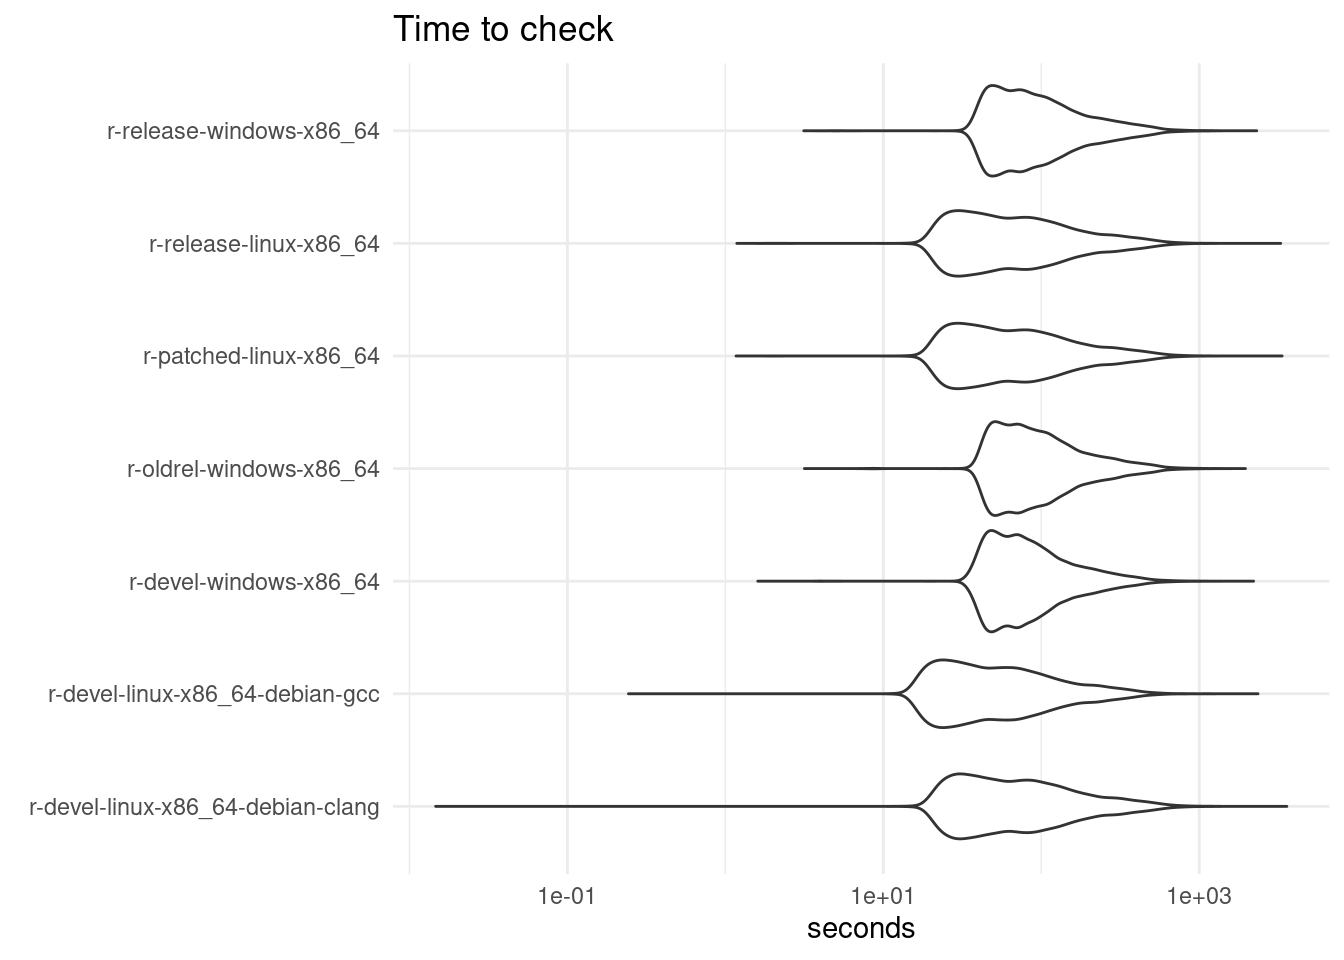 Time to check
r-release-windows-x86_64
r-release-linux-x86_64
r-patched-linux-x86_64
r-oldrel-windows-x86_64
r-devel-windows-x86_64
r-devel-linux-x86_64-debian-gcc
r-devel-linux-x86_64-debian-clang
1e-01 1e+01 1e+03
seconds